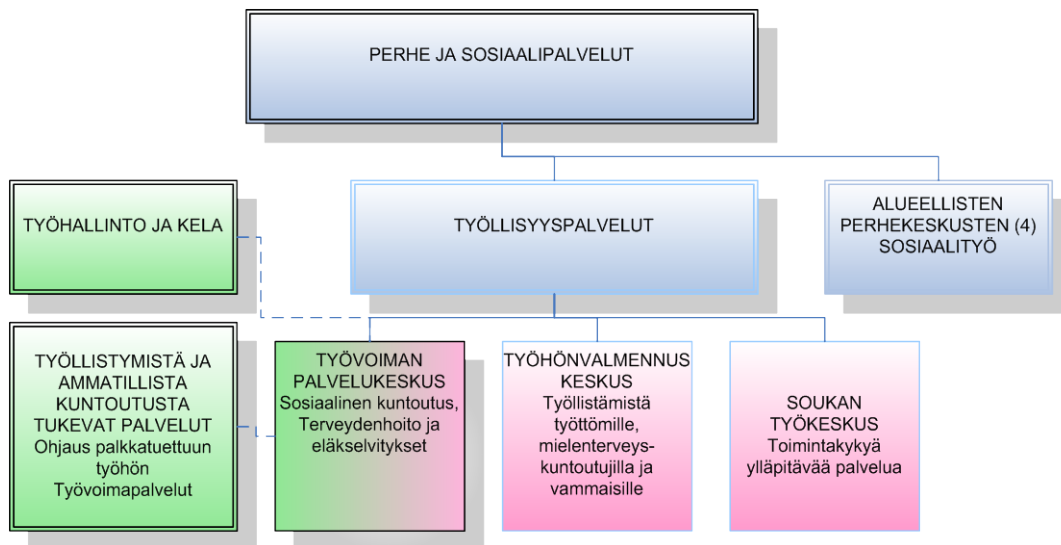 PERHE JA SOSIAALIPALVELUT
TYÖHALLINTO JA KELA
TYÖLLISYYSPALVELUT
ALUEELLISTEN
PERHEKESKUSTEN (4)
SOSIAALITYÖ
TYÖLLISTYMISTÄ JA
AMMATILLISTA
KUNTOUTUSTA
TUKEVAT PALVELUT
Ohjaus palkkatuettuun
työhön
Työvoimapalvelut
TYÖVOIMAN
PALVELUKESKUS
Sosiaalinen kuntoutus,
Terveydenhoito ja
eläkselvitykset
TYÖHÖNVALMENNUS
KESKUS
Työllistämistä
työttömille,
mielenterveys-
kuntoutujilla ja
vammaisille
SOUKAN
TYÖKESKUS
Toimintakykyä
ylläpitävää palvelua